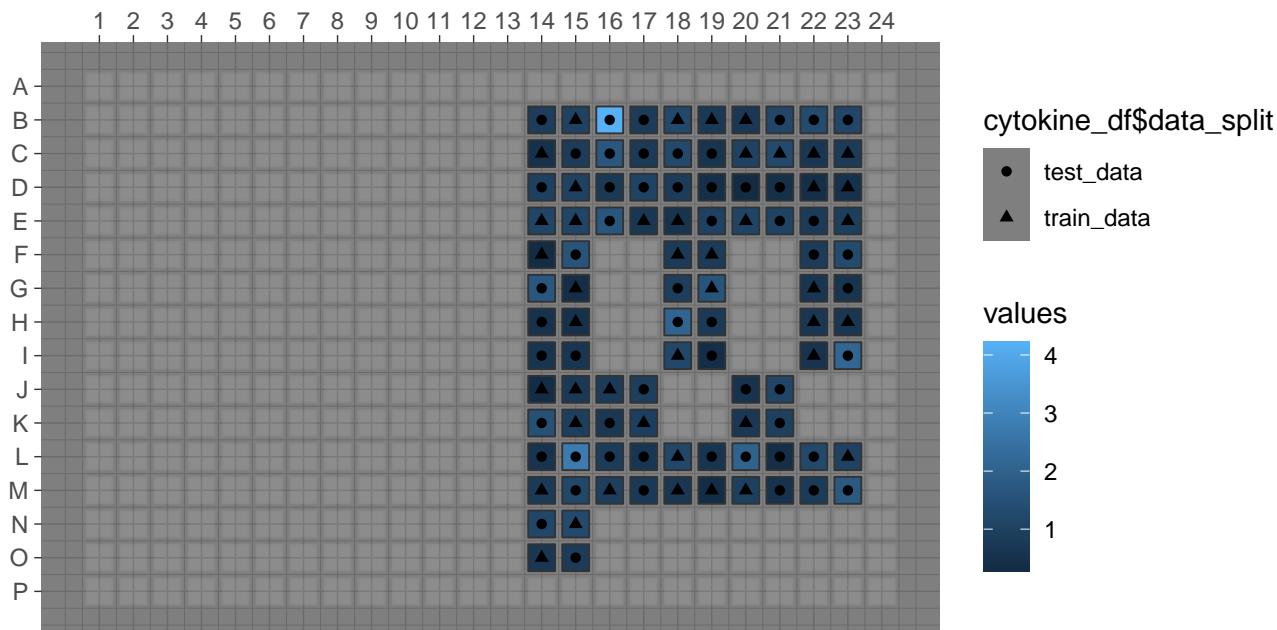 1 2 3 4 5 6 7 8 9 10 11 12 13 14 15 16 17 18 19 20 21 22 23 24
A
B
C
D
E
F
G
H
I
J
K
L
M
N
O
P
cytokine_df$data_split
test_data
train_data
values
4
3
2
1